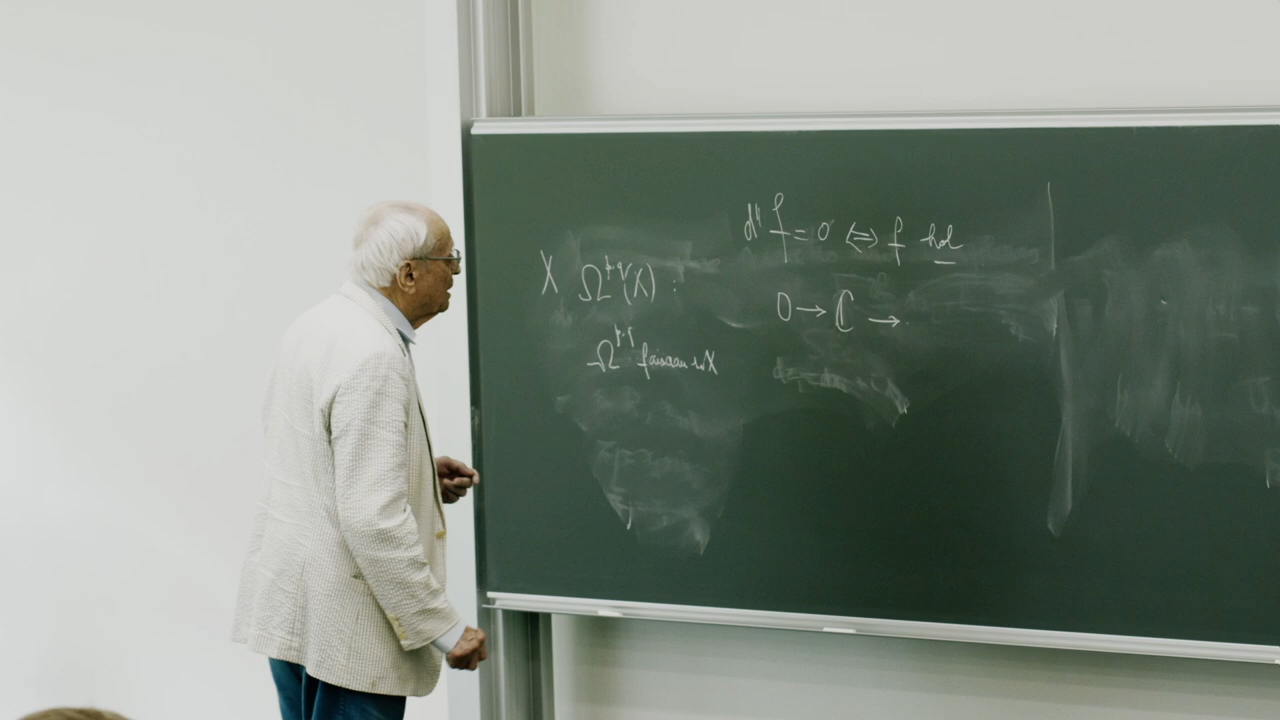 X Ω^{p,q}(X) :
Ω^{p,q} faisceau sur X
d'' f = 0 ⇔ f hol
0 → ℂ →